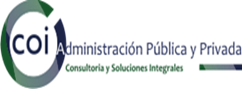 coi Administración Pública y Privada
Consultoría y Soluciones Integrales